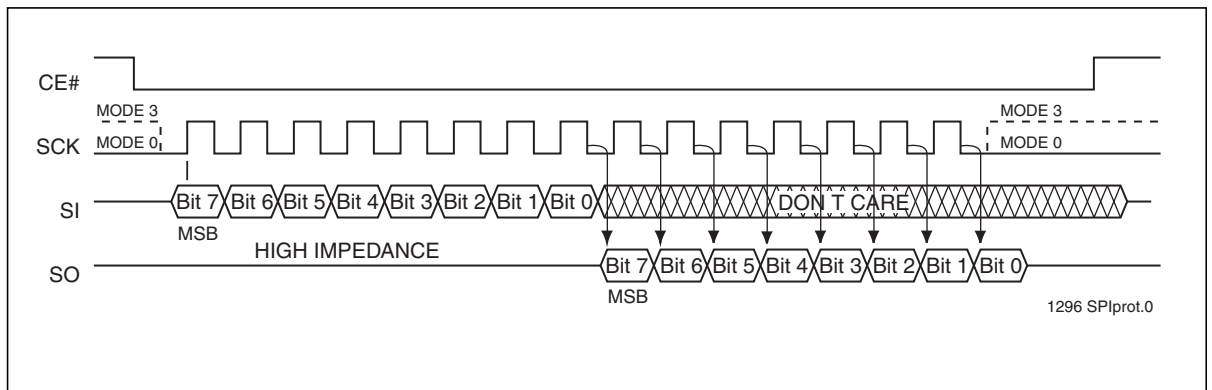 CE#
MODE 3 MODE 3
SCK MODE 0 MODE 0
SI Bit 7 Bit 6 Bit 5 Bit 4 Bit 3 Bit 2 Bit 1 Bit 0 DON T CARE
MSB
HIGH IMPEDANCE
SO Bit 7 Bit 6 Bit 5 Bit 4 Bit 3 Bit 2 Bit 1 Bit 0
MSB
1296 SPIprot.0